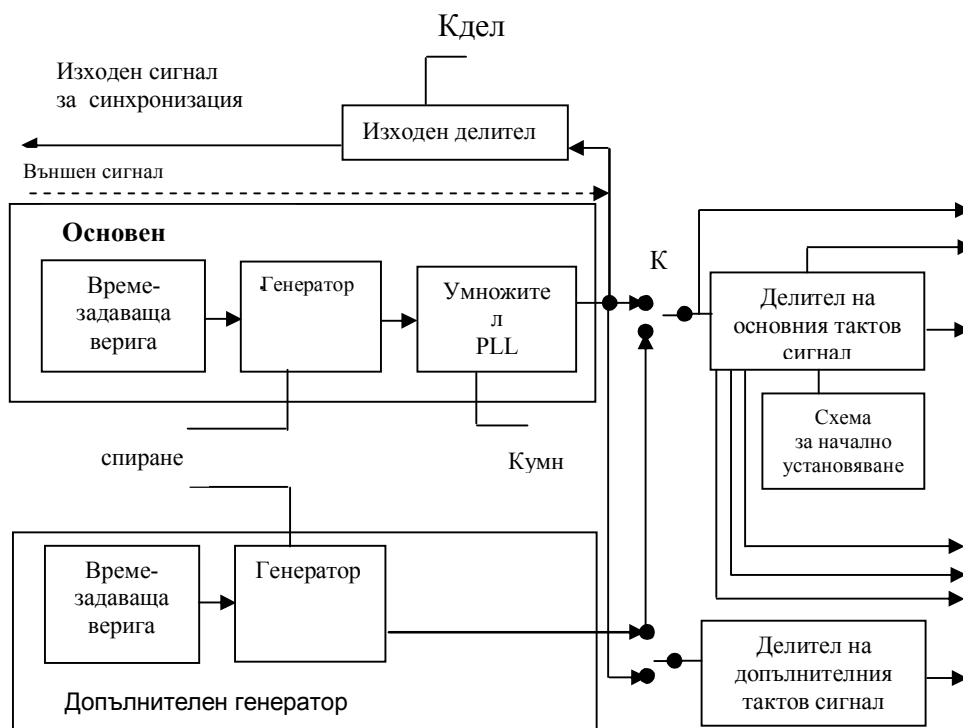 Кдел
Изходен сигнал
за синхронизация
Изходен делител
Външен сигнал
Основен
К
Време-
задаваща
верига
Генератор
Умножите
л
PLL
Делител на
основния тактов
сигнал
Схема
за начално
установяване
спиране
Кумн
Време-
задаваща
верига
Генератор
Делител на
допълнителния
тактов сигнал
Допълнителен генератор